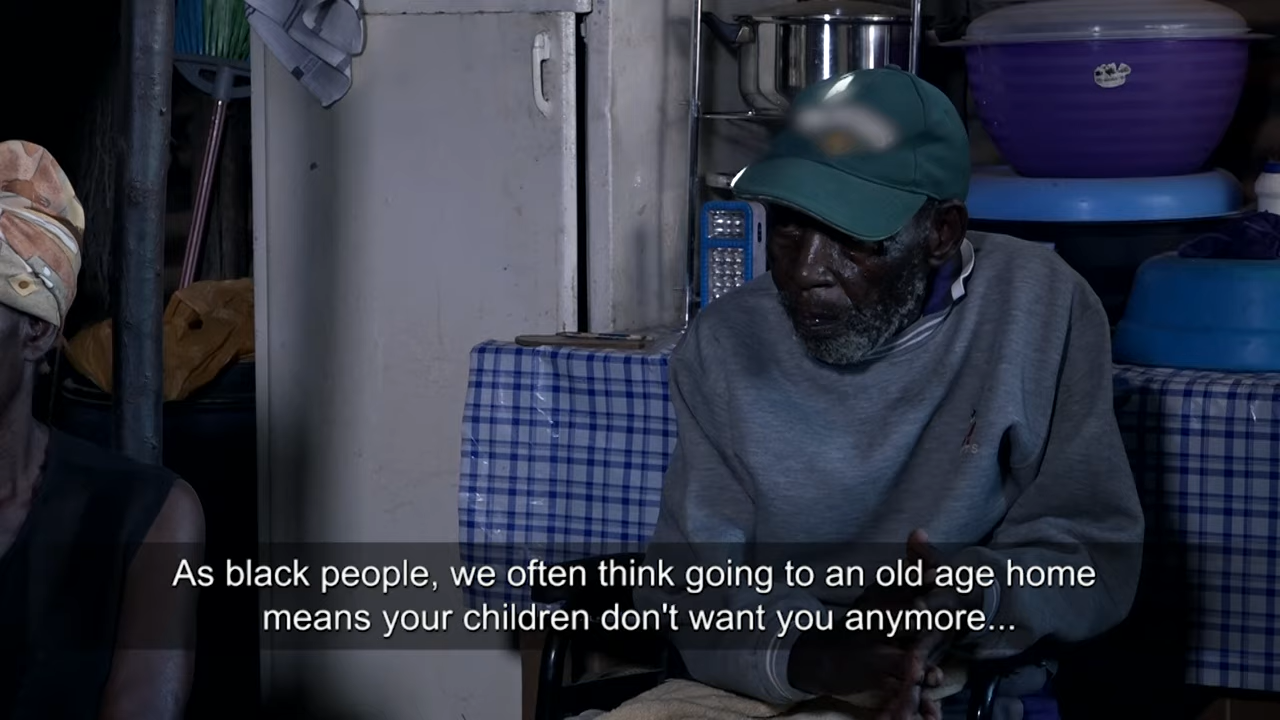 As black people, we often think going to an old age home
means your children don't want you anymore...